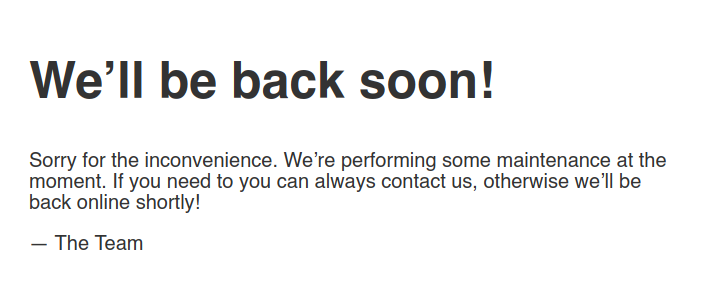 We’ll be back soon!
Sorry for the inconvenience. We’re performing some maintenance at the
moment. If you need to you can always contact us, otherwise we’ll be
back online shortly!
— The Team